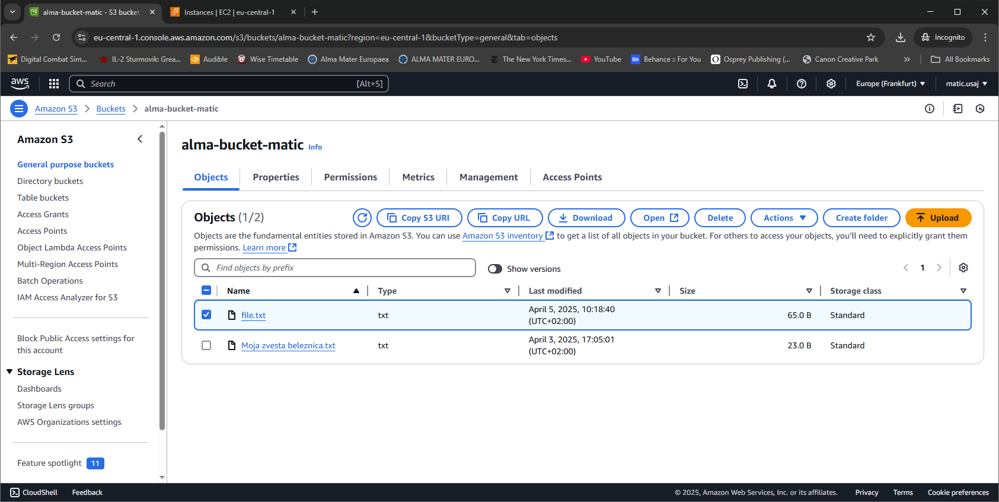 alma-bucket-matic - S3 bucket
Instances | EC2 | eu-central-1
eu-central-1.console.aws.amazon.com/s3/buckets/alma-bucket-matic?region=eu-central-1&bucketType=general&tab=objects
Incognito
Digital Combat Sim...
IL-2 Sturmovik: Grea...
Audible
Wise Timetable
Alma Mater Europaea
ALMA MATER EURO...
The New York Times...
YouTube
Bē Behance :: For You
Osprey Publishing (...
Canon Creative Park
All Bookmarks
aws
Search [Alt+S]
Europe (Frankfurt)
matic.usaj
Amazon S3
Buckets
alma-bucket-matic
Amazon S3
General purpose buckets
Directory buckets
Table buckets
Access Grants
Access Points
Object Lambda Access Points
Multi-Region Access Points
Batch Operations
IAM Access Analyzer for S3
Block Public Access settings for
this account
Storage Lens
Dashboards
Storage Lens groups
AWS Organizations settings
Feature spotlight 11
alma-bucket-matic Info
Objects
Properties
Permissions
Metrics
Management
Access Points
Objects (1/2)
Copy S3 URI
Copy URL
Download
Open
Delete
Actions
Create folder
Upload
Objects are the fundamental entities stored in Amazon S3. You can use Amazon S3 inventory to get a list of all objects in your bucket. For others to access your objects, you'll need to explicitly grant them
permissions. Learn more
Find objects by prefix
Show versions
1
Name Type Last modified Size Storage class
file.txt txt April 5, 2025, 10:18:40 65.0 B Standard
(UTC+02:00)
Moja zvesta beleznica.txt txt April 3, 2025, 17:05:01 23.0 B Standard
(UTC+02:00)
CloudShell
Feedback
© 2025, Amazon Web Services, Inc. or its affiliates.
Privacy
Terms
Cookie preferences